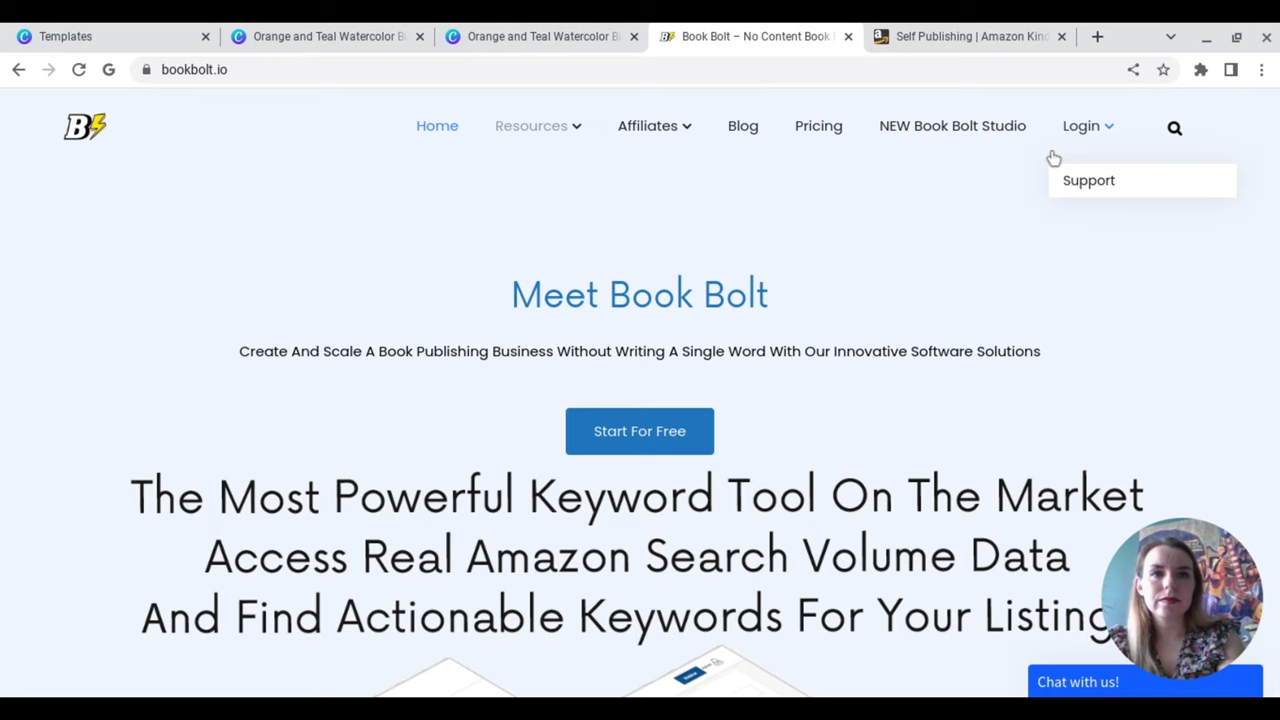 Templates
Orange and Teal Watercolor B
Orange and Teal Watercolor B
Book Bolt – No Content Book
Self Publishing | Amazon Kin
bookbolt.io
B
Home
Resources
Affiliates
Blog
Pricing
NEW Book Bolt Studio
Login
Support
Meet Book Bolt
Create And Scale A Book Publishing Business Without Writing A Single Word With Our Innovative Software Solutions
Start For Free
The Most Powerful Keyword Tool On The Market
Access Real Amazon Search Volume Data
And Find Actionable Keywords For Your Listing
Chat with us!